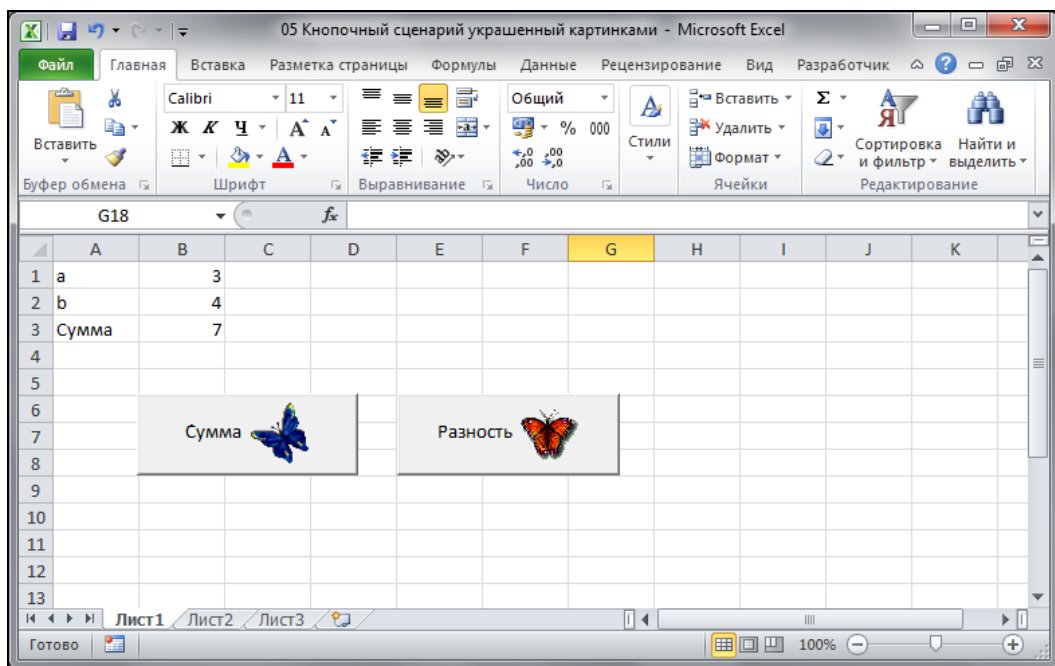 05 Кнопочный сценарий украшенный картинками - Microsoft Excel
Файл Главная Вставка Разметка страницы Формулы Данные Рецензирование Вид Разработчик
Вставить
Calibri 11
Ж К Ч
Общий
% 000
Стили
Вставить
Удалить
Формат
Сортировка и фильтр
Найти и выделить
Буфер обмена Шрифт Выравнивание Число Ячейки Редактирование
G18 fx
A B C D E F G H I J K
1 a 3
2 b 4
3 Сумма 7
4
5
6
7
8
9
10
11
12
13
Сумма Разность
Лист1 Лист2 Лист3
Готово 100%